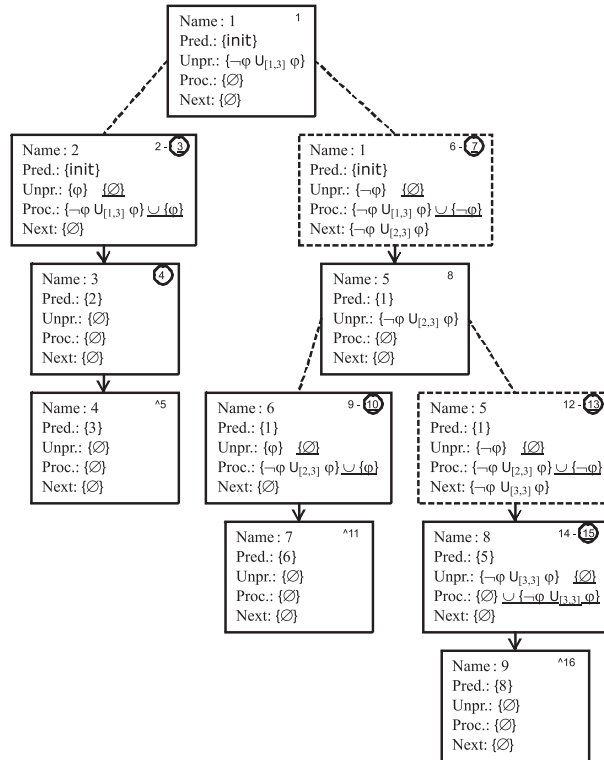 Name : 1 1
Pred.: {init}
Unpr.: {¬φ U[1,3] φ}
Proc.: {∅}
Next: {∅}
Name : 2 2 - 3
Pred.: {init}
Unpr.: {φ} {∅}
Proc.: {¬φ U[1,3] φ} ∪ {φ}
Next: {∅}
Name : 1 6 - 7
Pred.: {init}
Unpr.: {¬φ} {∅}
Proc.: {¬φ U[1,3] φ} ∪ {¬φ}
Next: {¬φ U[2,3] φ}
Name : 3 4
Pred.: {2}
Unpr.: {∅}
Proc.: {∅}
Next: {∅}
Name : 5 8
Pred.: {1}
Unpr.: {¬φ U[2,3] φ}
Proc.: {∅}
Next: {∅}
Name : 4 ^5
Pred.: {3}
Unpr.: {∅}
Proc.: {∅}
Next: {∅}
Name : 6 9 - 10
Pred.: {1}
Unpr.: {φ} {∅}
Proc.: {¬φ U[2,3] φ} ∪ {φ}
Next: {∅}
Name : 5 12 - 13
Pred.: {1}
Unpr.: {¬φ} {∅}
Proc.: {¬φ U[2,3] φ} ∪ {¬φ}
Next: {¬φ U[3,3] φ}
Name : 7 ^11
Pred.: {6}
Unpr.: {∅}
Proc.: {∅}
Next: {∅}
Name : 8 14 - 15
Pred.: {5}
Unpr.: {¬φ U[3,3] φ} {∅}
Proc.: {∅} ∪ {¬φ U[3,3] φ}
Next: {∅}
Name : 9 ^16
Pred.: {8}
Unpr.: {∅}
Proc.: {∅}
Next: {∅}